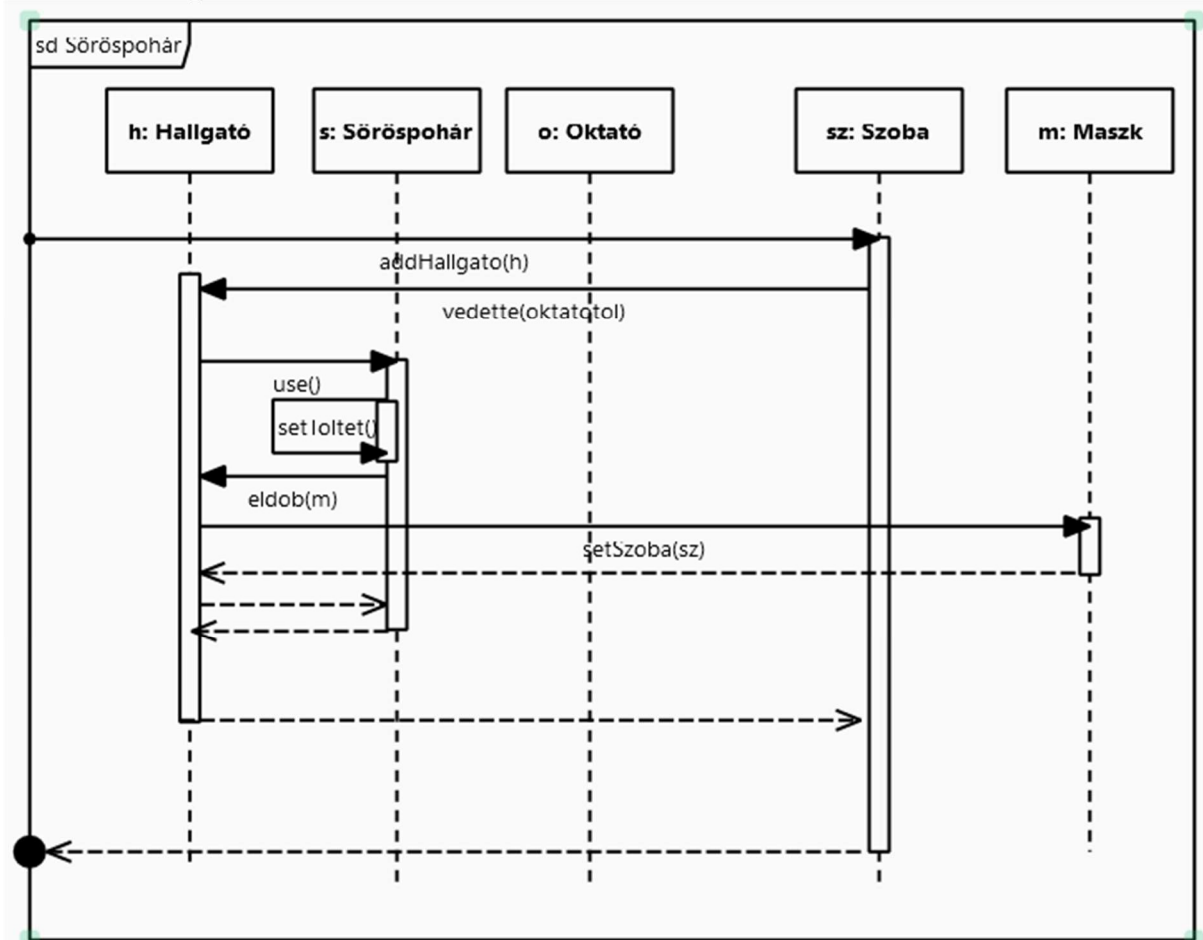 sd Söröspohár
h: Hallgató
s: Söröspohár
o: Oktató
sz: Szoba
m: Maszk
addHallgato(h)
vedette(oktatotol)
use()
setToltet()
eldob(m)
setSzoba(sz)